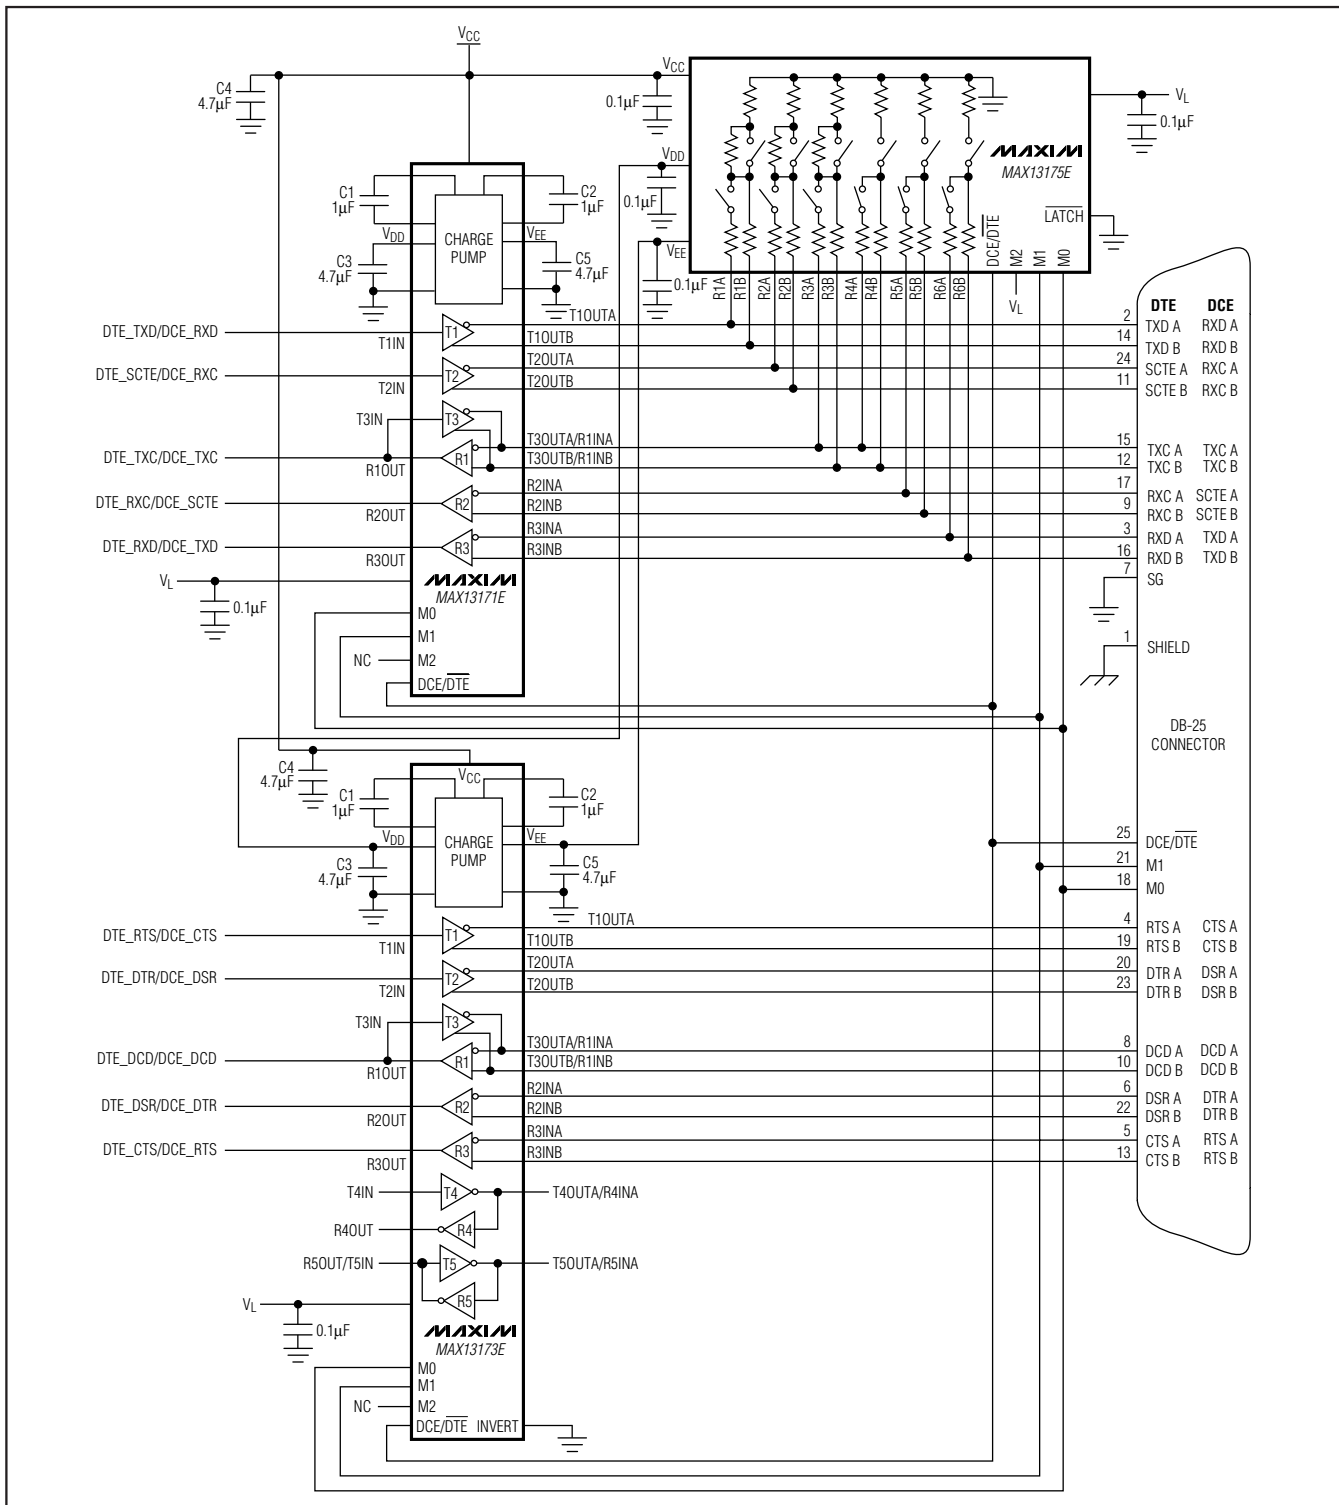 VCC
C4
4.7µF
0.1µF
VCC
VL
0.1µF
MAXIM
MAX13175E
VDD
0.1µF
LATCH
VEE
0.1µF
R1A
R1B
R2A
R2B
R3A
R3B
R4A
R4B
R5A
R5B
R6A
R6B
DCE/DTE
M2
M1
M0
VL
C1
1µF
C2
1µF
VDD
CHARGE
PUMP
VEE
C3
4.7µF
C5
4.7µF
DTE_TXD/DCE_RXD
T1IN
T1
T1OUTA
T1OUTB
DTE_SCTE/DCE_RXC
T2IN
T2
T2OUTA
T2OUTB
T3IN
T3
DTE_TXC/DCE_TXC
R1OUT
R1
T3OUTA/R1INA
T3OUTB/R1INB
DTE_RXC/DCE_SCTE
R2OUT
R2
R2INA
R2INB
DTE_RXD/DCE_TXD
R3OUT
R3
R3INA
R3INB
VL
0.1µF
MAXIM
MAX13171E
M0
M1
NC
M2
DCE/DTE
DTE DCE
2 TXD A RXD A
14 TXD B RXD B
24 SCTE A RXC A
11 SCTE B RXC B
15 TXC A TXC A
12 TXC B TXC B
17 RXC A SCTE A
9 RXC B SCTE B
3 RXD A TXD A
16 RXD B TXD B
7 SG
1 SHIELD
DB-25
CONNECTOR
25 DCE/DTE
21 M1
18 M0
4 RTS A CTS A
19 RTS B CTS B
20 DTR A DSR A
23 DTR B DSR B
8 DCD A DCD A
10 DCD B DCD B
6 DSR A DTR A
22 DSR B DTR B
5 CTS A RTS A
13 CTS B RTS B
C4
4.7µF
VCC
C1
1µF
C2
1µF
VDD
CHARGE
PUMP
VEE
C3
4.7µF
C5
4.7µF
DTE_RTS/DCE_CTS
T1IN
T1
T1OUTA
T1OUTB
DTE_DTR/DCE_DSR
T2IN
T2
T2OUTA
T2OUTB
T3IN
T3
DTE_DCD/DCE_DCD
R1OUT
R1
T3OUTA/R1INA
T3OUTB/R1INB
DTE_DSR/DCE_DTR
R2OUT
R2
R2INA
R2INB
DTE_CTS/DCE_RTS
R3OUT
R3
R3INA
R3INB
T4IN
T4
T4OUTA/R4INA
R4OUT
R4
R5OUT/T5IN
T5
T5OUTA/R5INA
R5
VL
0.1µF
MAXIM
MAX13173E
M0
M1
NC
M2
DCE/DTE INVERT